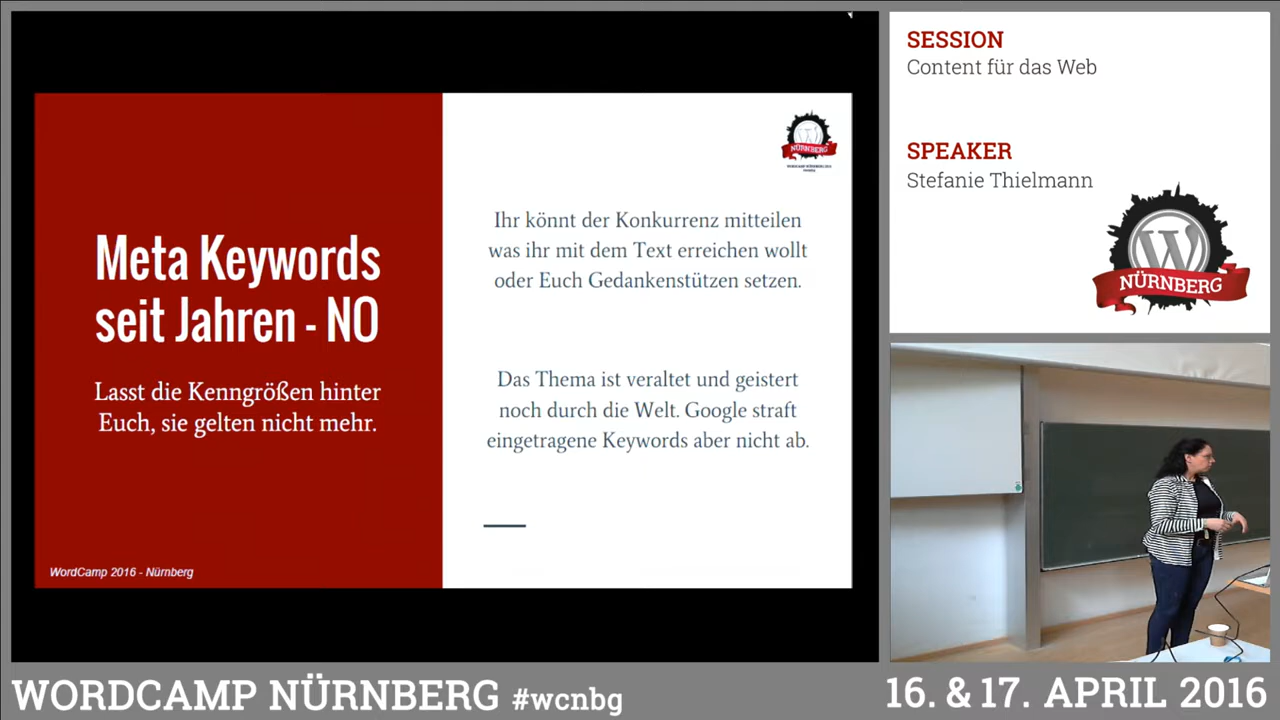 Meta Keywords
seit Jahren - NO
Lasst die Kenngrößen hinter
Euch, sie gelten nicht mehr.
WordCamp 2016 - Nürnberg
NÜRNBERG
WORDCAMP NÜRNBERG 2016
Ihr könnt der Konkurrenz mitteilen
was ihr mit dem Text erreichen wollt
oder Euch Gedankenstützen setzen.
Das Thema ist veraltet und geistert
noch durch die Welt. Google straft
eingetragene Keywords aber nicht ab.
SESSION
Content für das Web
SPEAKER
Stefanie Thielmann
W
NÜRNBERG
WORDCAMP NÜRNBERG #wcnbg
16. & 17. APRIL 2016